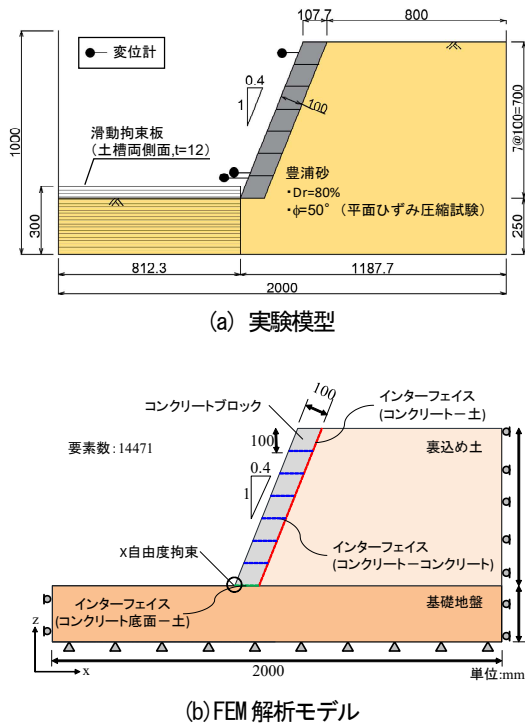 107.7
800
変位計
0.4
1
100
1000
滑動拘束板
（土槽両側面,t=12）
豊浦砂
・Dr=80%
・ϕ=50°（平面ひずみ圧縮試験）
7@100=700
300
250
812.3
1187.7
2000
(a) 実験模型
100
コンクリートブロック
インターフェイス
(コンクリート－土)
要素数：14471
100
裏込め土
0.4
1
X自由度拘束
インターフェイス
(コンクリート－コンクリート)
インターフェイス
(コンクリート底面－土)
基礎地盤
z
x
2000
単位:mm
(b)FEM 解析モデル